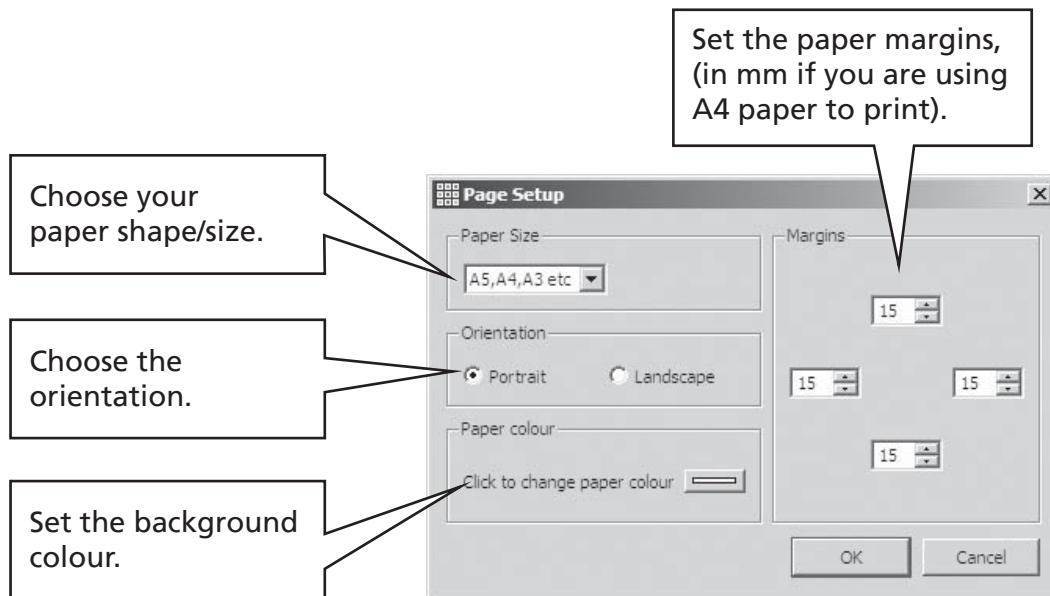 Set the paper margins,
(in mm if you are using
A4 paper to print).
Choose your
paper shape/size.
Choose the
orientation.
Set the background
colour.
Page Setup
Paper Size
A5,A4,A3 etc
Orientation
Portrait
Landscape
Paper colour
Click to change paper colour
Margins
15
15
15
15
OK
Cancel